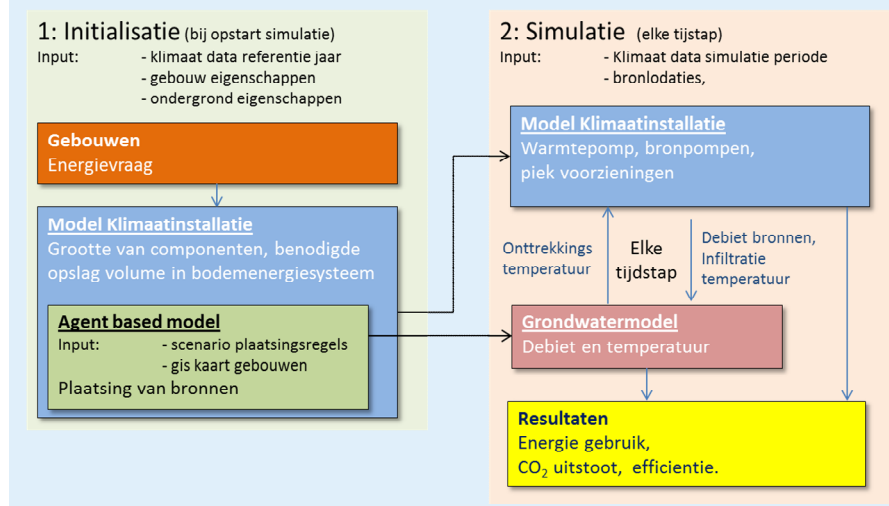 1: Initialisatie (bij opstart simulatie)
Input: - klimaat data referentie jaar
- gebouw eigenschappen
- ondergrond eigenschappen
Gebouwen
Energievraag
Model Klimaatinstallatie
Grootte van componenten, benodigde
opslag volume in bodemenergiesysteem
Agent based model
Input: - scenario plaatsingsregels
- gis kaart gebouwen
Plaatsing van bronnen
2: Simulatie (elke tijstap)
Input: - Klimaat data simulatie periode
- bronlodaties,
Model Klimaatinstallatie
Warmtepomp, bronpompen,
piek voorzieningen
Onttrekkings
temperatuur
Elke
tijdstap
Debiet bronnen,
Infiltratie
temperatuur
Grondwatermodel
Debiet en temperatuur
Resultaten
Energie gebruik,
CO₂ uitstoot, efficientie.